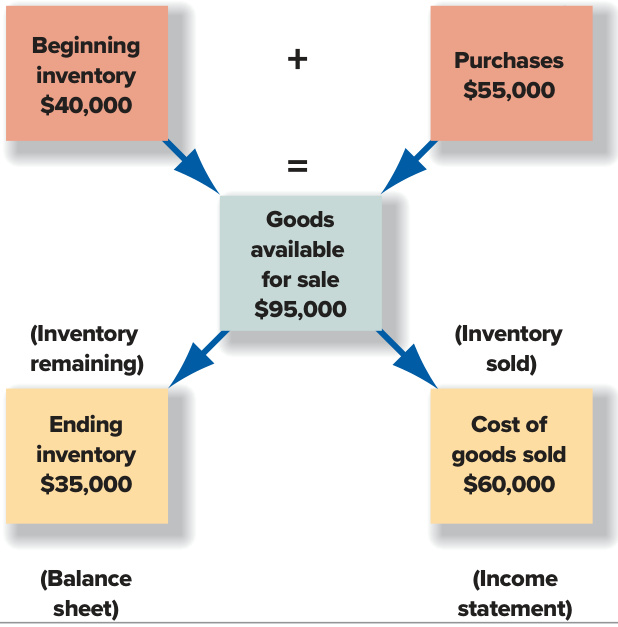 Beginning
inventory
$40,000
+
Purchases
$55,000
=
Goods
available
for sale
$95,000
(Inventory
remaining)
(Inventory
sold)
Ending
inventory
$35,000
Cost of
goods sold
$60,000
(Balance
sheet)
(Income
statement)